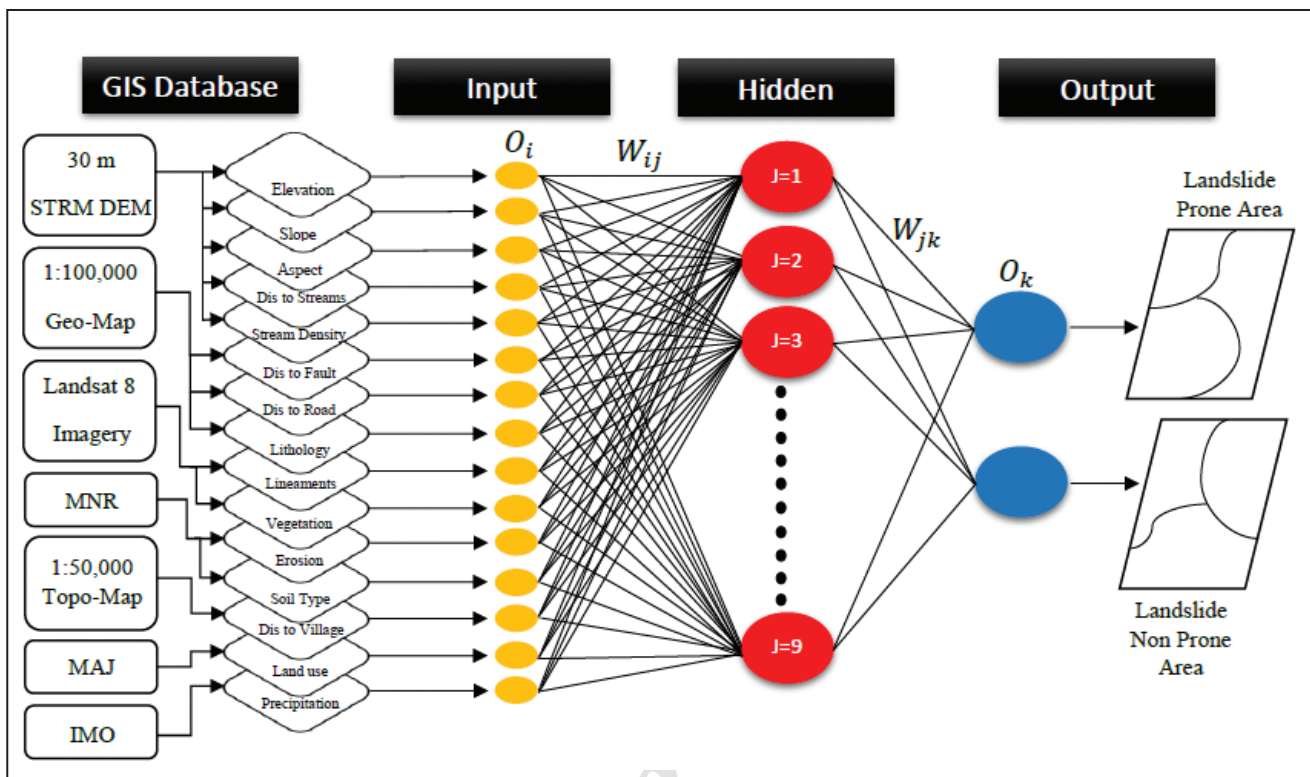 GIS Database
Input
Hidden
Output
30 m
STRM DEM
1:100,000
Geo-Map
Landsat 8
Imagery
MNR
1:50,000
Topo-Map
MAJ
IMO
Elevation
Slope
Aspect
Dis to Streams
Stream Density
Dis to Fault
Dis to Road
Lithology
Lineaments
Vegetation
Erosion
Soil Type
Dis to Village
Land use
Precipitation
O_i
W_ij
J=1
J=2
J=3
J=9
W_jk
O_k
Landslide
Prone Area
Landslide
Non Prone
Area